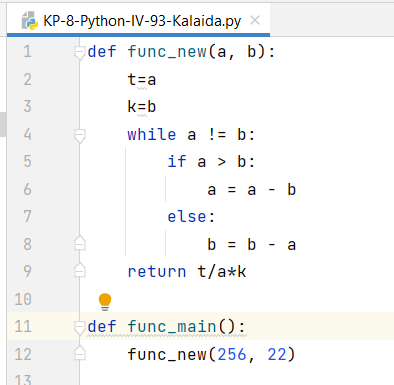 KP-8-Python-IV-93-Kalaida.py
1 def func_new(a, b):
2     t=a
3     k=b
4     while a != b:
5         if a > b:
6             a = a - b
7         else:
8             b = b - a
9     return t/a*k
10
11 def func_main():
12     func_new(256, 22)
13